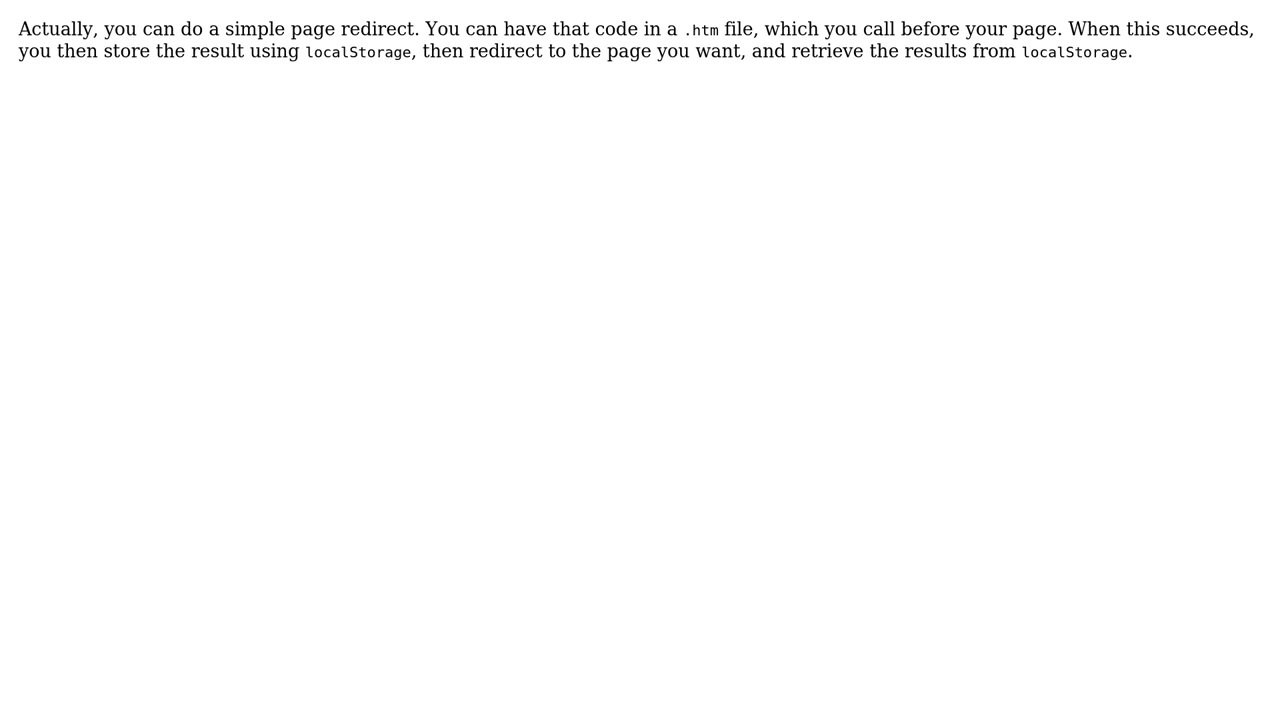 Actually, you can do a simple page redirect. You can have that code in a .htm file, which you call before your page. When this succeeds,
you then store the result using localStorage, then redirect to the page you want, and retrieve the results from localStorage.